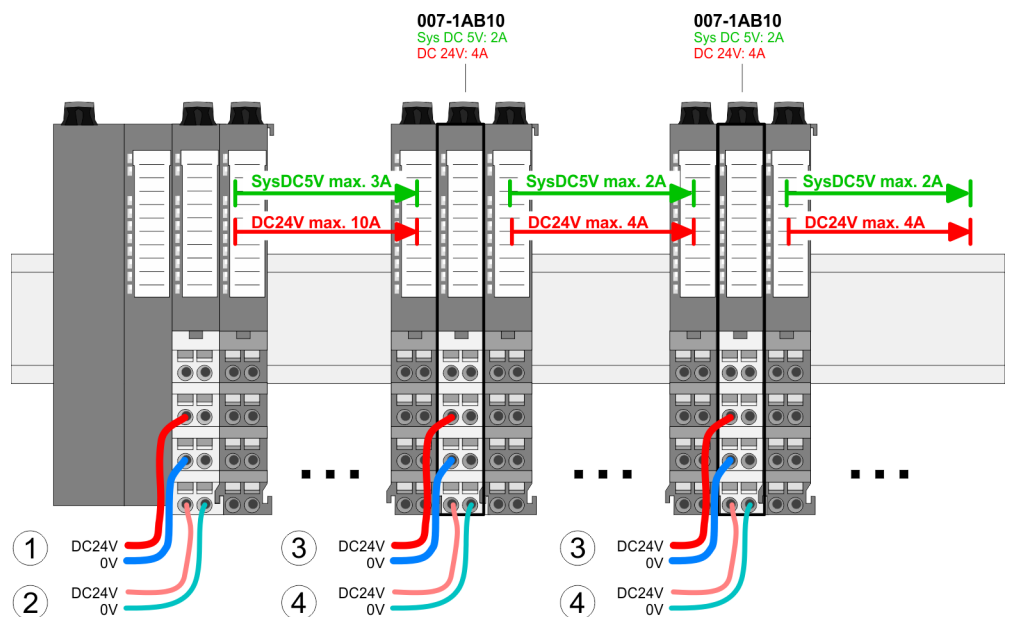 007-1AB10
Sys DC 5V: 2A
DC 24V: 4A
007-1AB10
Sys DC 5V: 2A
DC 24V: 4A
SysDC5V max. 3A
SysDC5V max. 2A
SysDC5V max. 2A
DC24V max. 10A
DC24V max. 4A
DC24V max. 4A
1 DC24V
0V
2 DC24V
0V
3 DC24V
0V
4 DC24V
0V
3 DC24V
0V
4 DC24V
0V